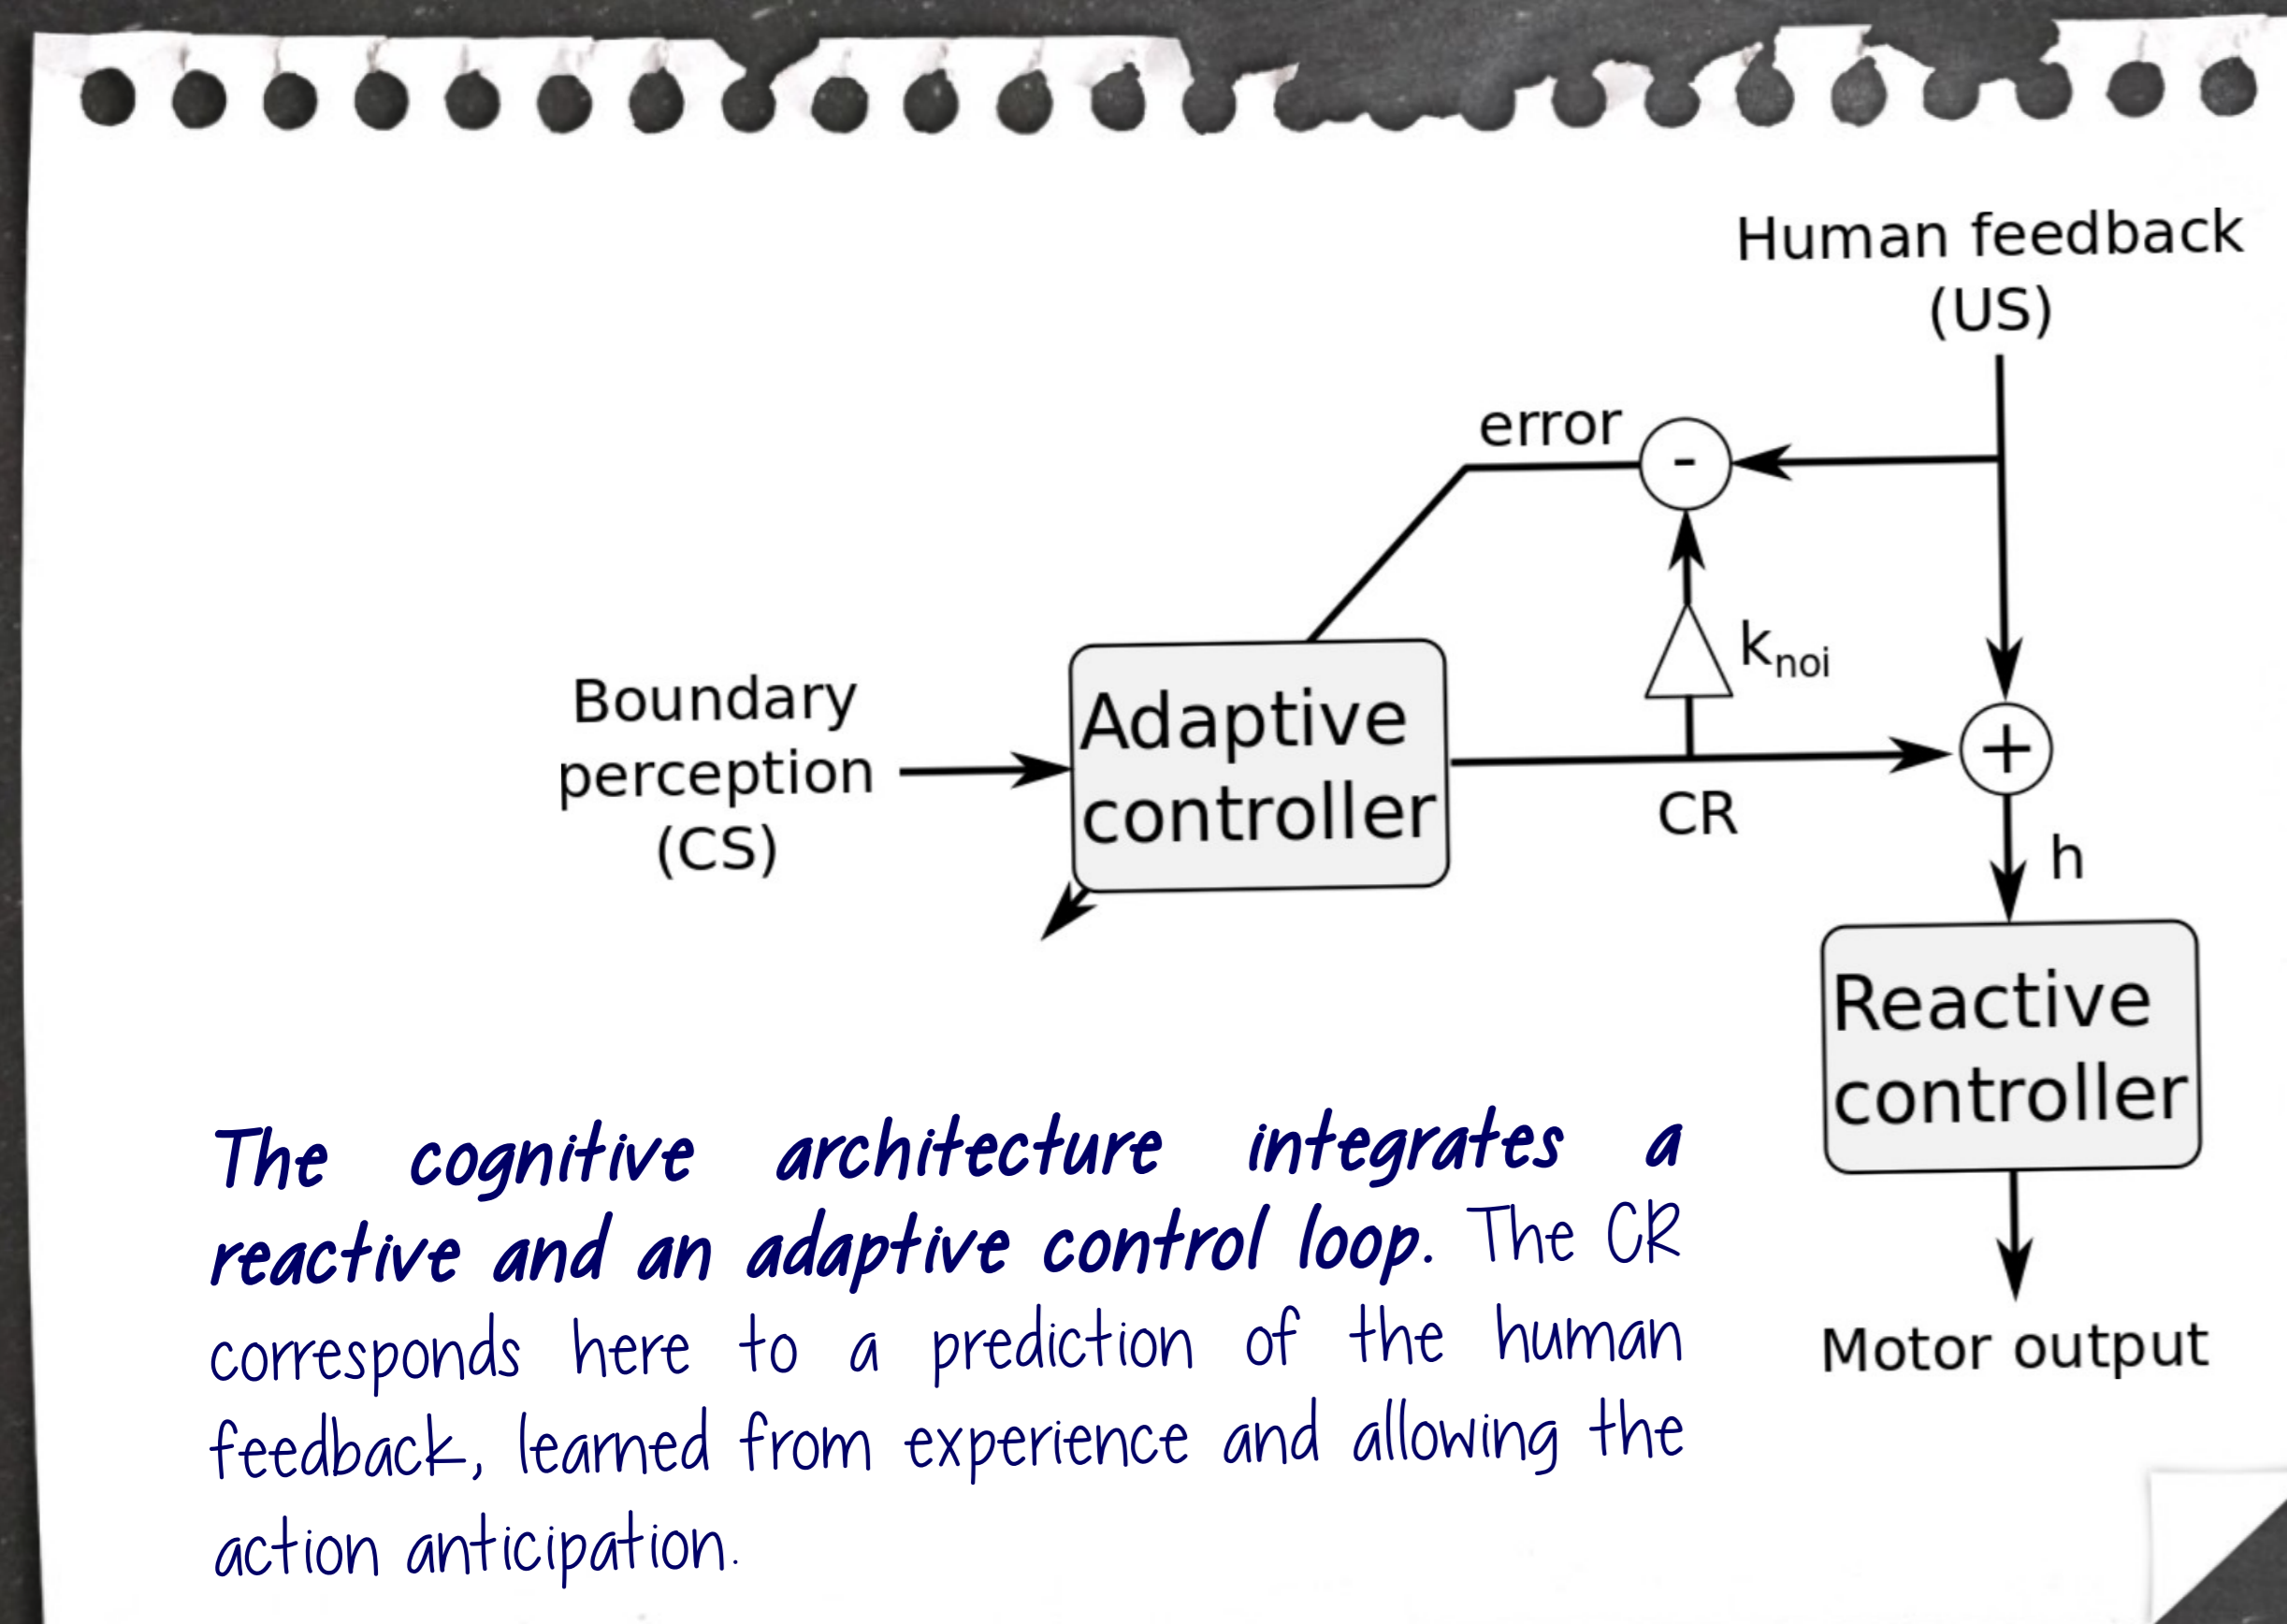 Human feedback
(US)
error
-
k_noi
Boundary
perception
(CS)
Adaptive
controller
+
CR
h
Reactive
controller
Motor output
The cognitive architecture integrates a
reactive and an adaptive control loop. The CR
corresponds here to a prediction of the human
feedback, learned from experience and allowing the
action anticipation.